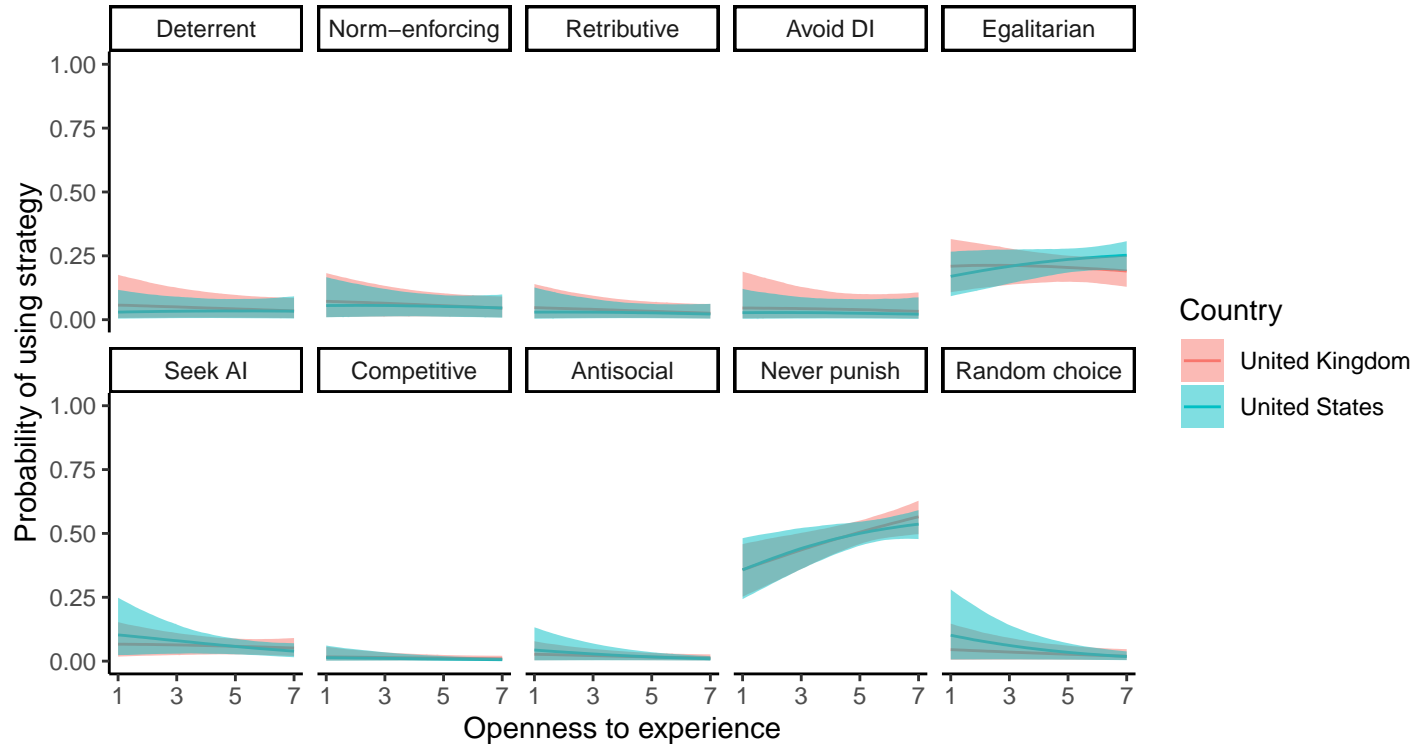 Deterrent Norm−enforcing Retributive Avoid DI Egalitarian
1.00
0.75
0.50
0.25
0.00
Seek AI Competitive Antisocial Never punish Random choice
1.00
0.75
0.50
0.25
0.00
1 3 5 7 1 3 5 7 1 3 5 7 1 3 5 7 1 3 5 7
Openness to experience
Probability of using strategy
Country
United Kingdom
United States